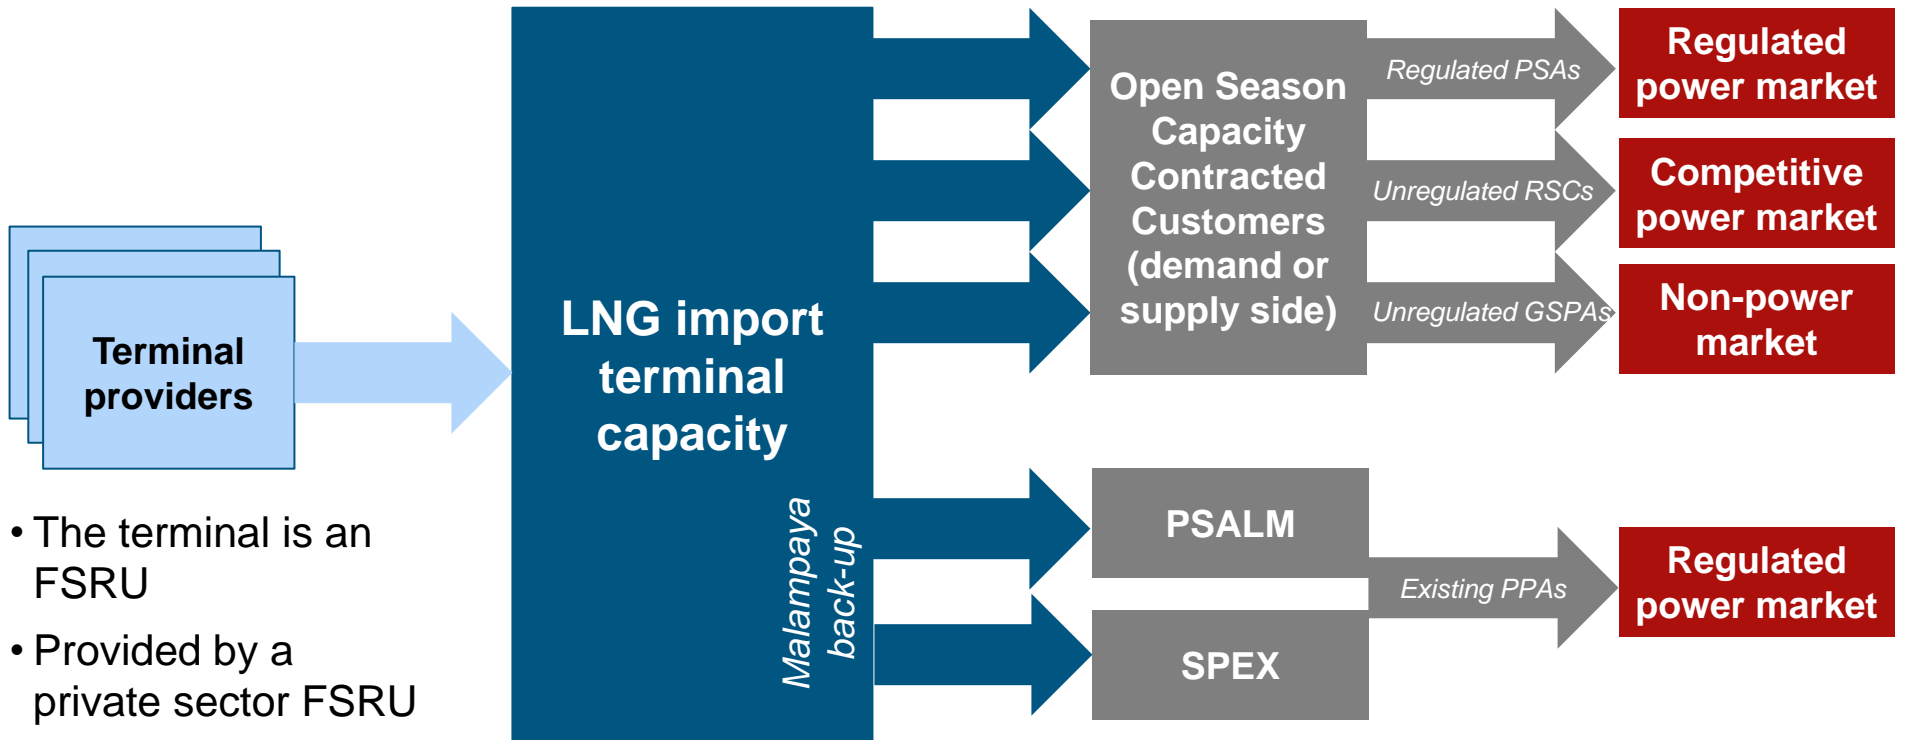 Terminal
providers
• The terminal is an
FSRU
• Provided by a
private sector FSRU
LNG import
terminal
capacity
Malampaya
back-up
Open Season
Capacity
Contracted
Customers
(demand or
supply side)
Regulated PSAs
Unregulated RSCs
Unregulated GSPAs
Regulated
power market
Competitive
power market
Non-power
market
PSALM
SPEX
Existing PPAs
Regulated
power market